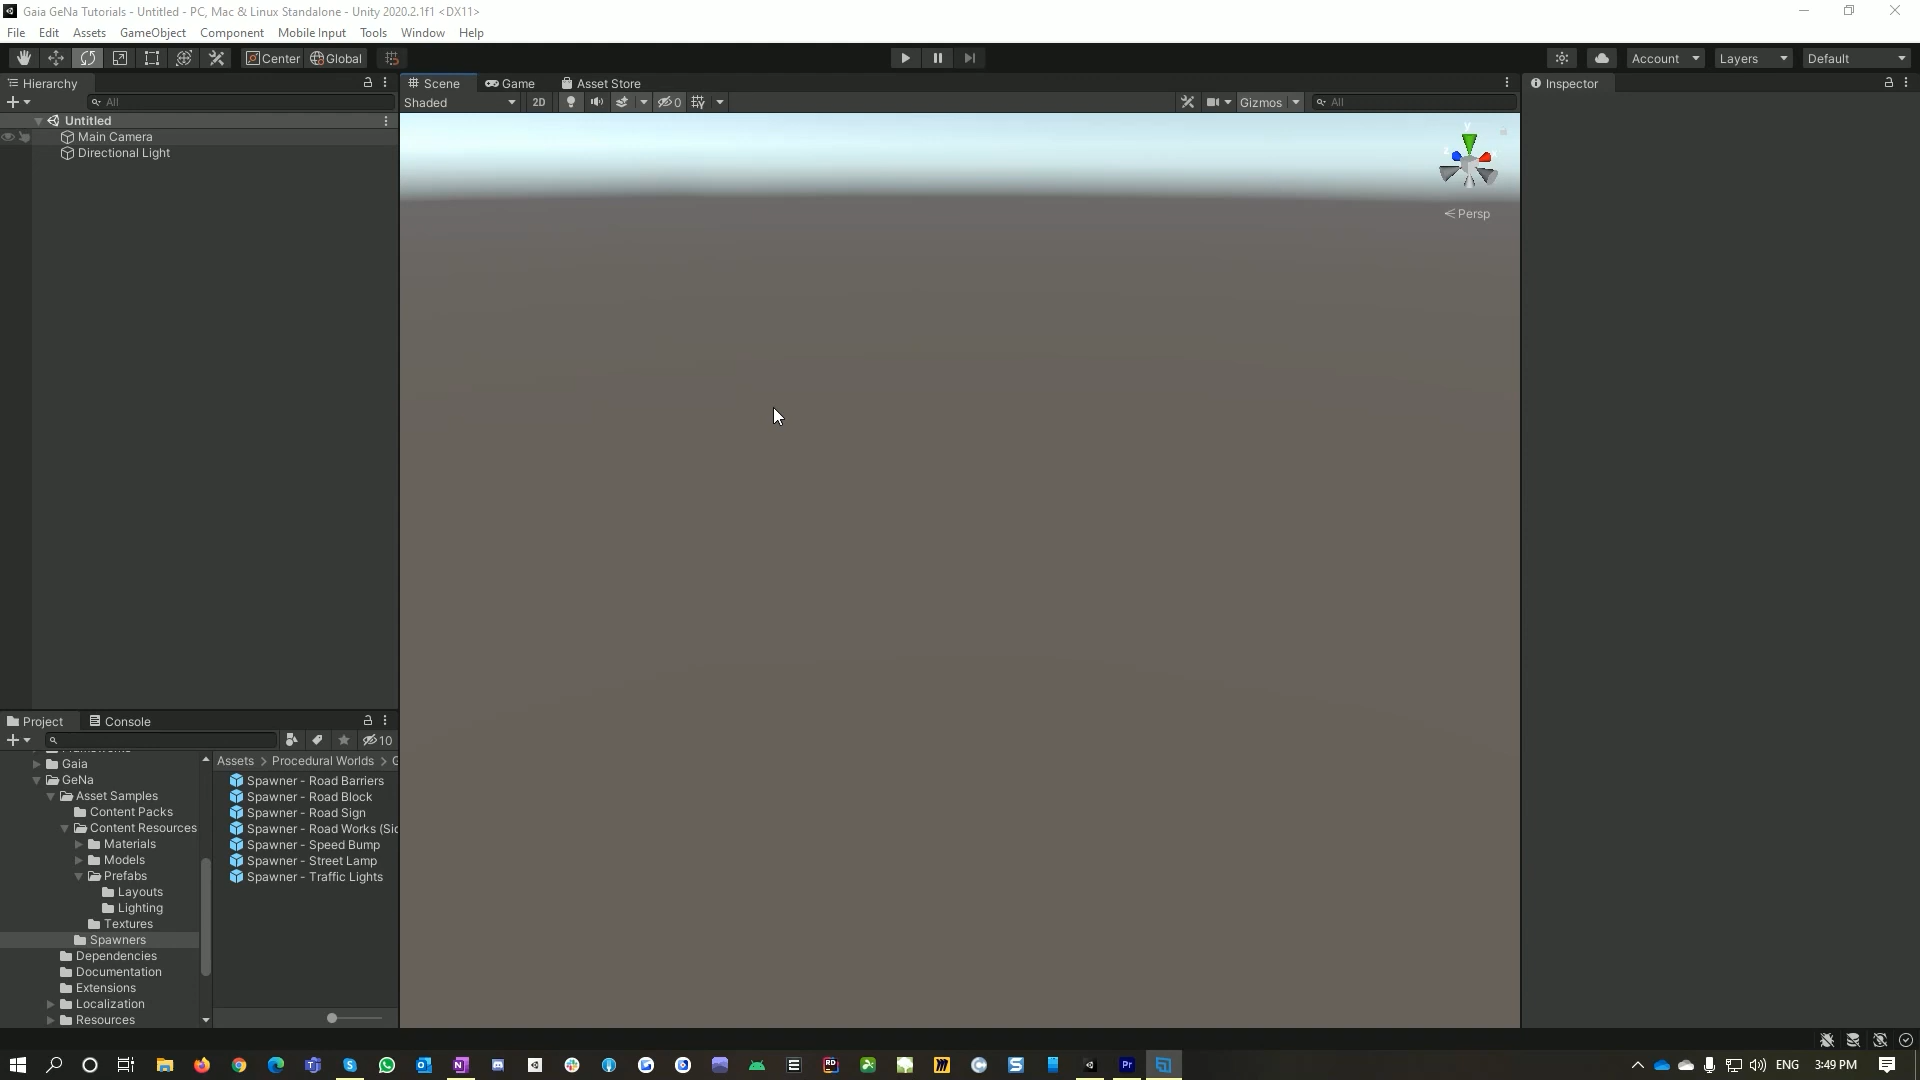 Gaia GeNa Tutorials - Untitled - PC, Mac & Linux Standalone - Unity 2020.2.1f1 <DX11>
File Edit Assets GameObject Component Mobile Input Tools Window Help
Center Global Account Layers Default
Hierarchy Scene Game Asset Store Inspector
All Shaded 2D 0 Gizmos All
Untitled
Main Camera
Directional Light
Persp
Project Console
10
Gaia
GeNa
Asset Samples
Content Packs
Content Resources
Materials
Models
Prefabs
Layouts
Lighting
Textures
Spawners
Dependencies
Documentation
Extensions
Localization
Resources
Assets > Procedural Worlds > G
Spawner - Road Barriers
Spawner - Road Block
Spawner - Road Sign
Spawner - Road Works (Sid
Spawner - Speed Bump
Spawner - Street Lamp
Spawner - Traffic Lights
ENG 3:49 PM